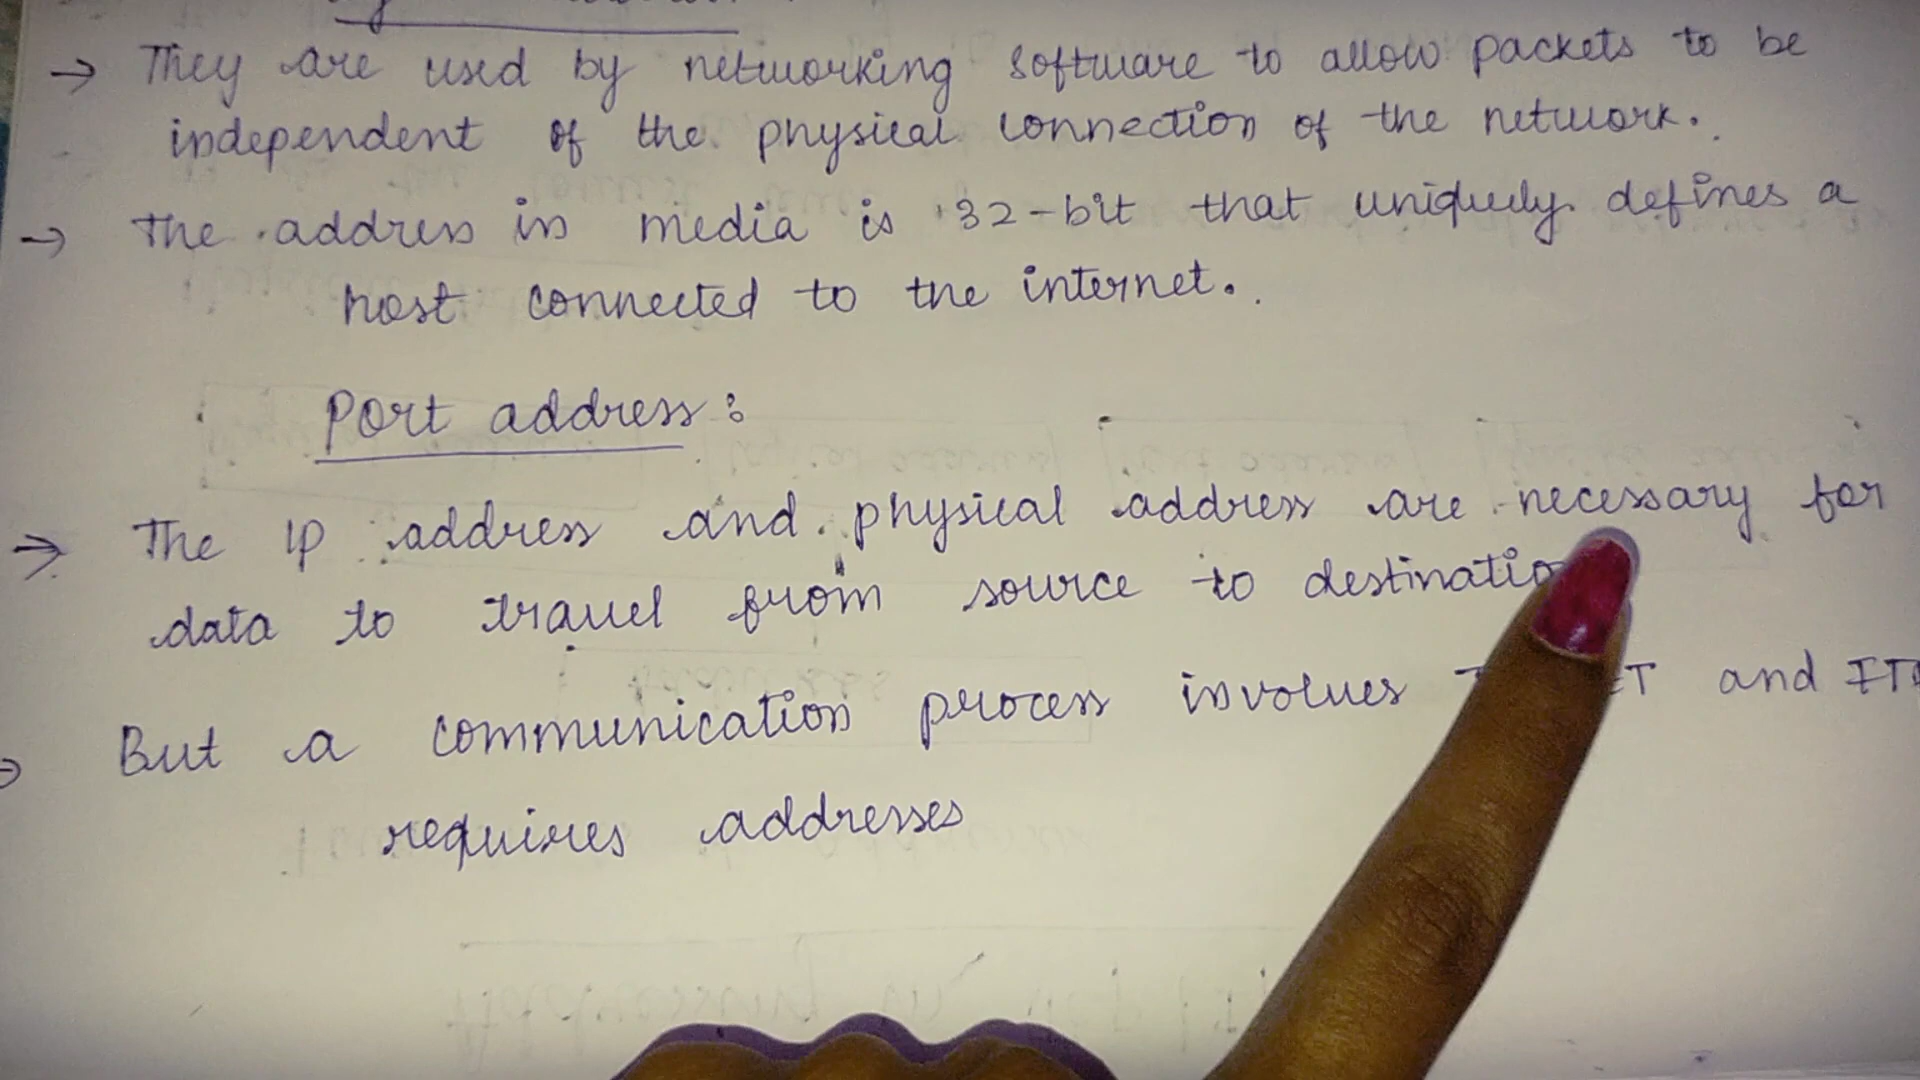 → They are used by networking software to allow packets to be
independent of the physical connection of the network.
→ The address in media is 32-bit that uniquely defines a
host connected to the internet.
Port address:
→ The IP address and physical address are necessary for
data to travel from source to
→ But a communication process involves and
requires addresses